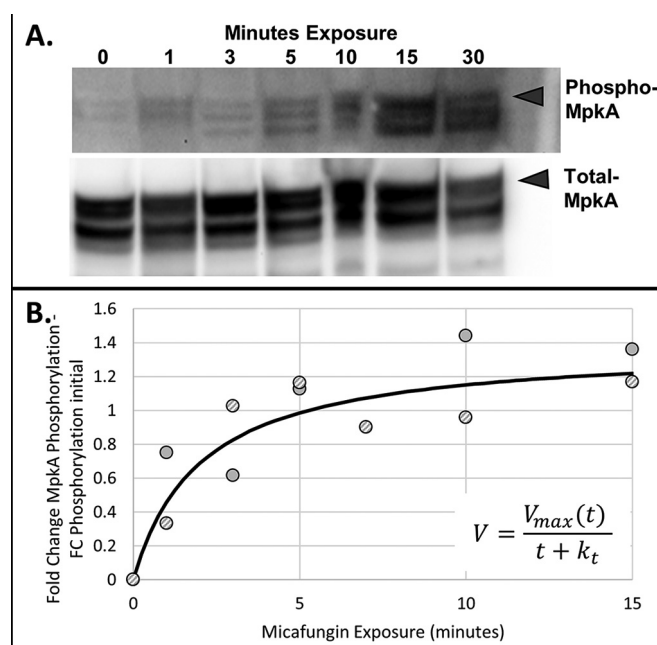 A.
Minutes Exposure
0 1 3 5 10 15 30
Phospho-
MpkA
Total-
MpkA
B.
Fold Change MpkA Phosphorylation -
FC Phosphorylation initial
1.6
1.4
1.2
1
0.8
0.6
0.4
0.2
0
V = V_max(t) / t + k_t
0 5 10 15
Micafungin Exposure (minutes)